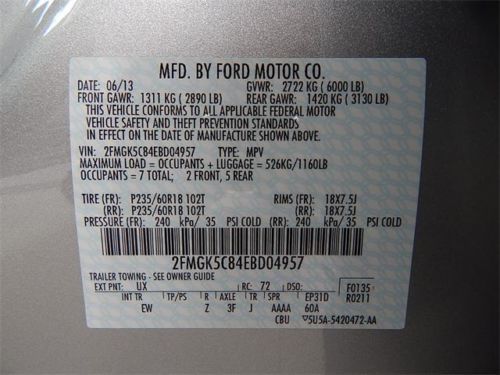 MFD. BY FORD MOTOR CO.
DATE: 06/13 GVWR: 2722 KG ( 6000 LB)
FRONT GAWR: 1311 KG ( 2890 LB) REAR GAWR: 1420 KG ( 3130 LB)
THIS VEHICLE CONFORMS TO ALL APPLICABLE FEDERAL MOTOR
VEHICLE SAFETY AND THEFT PREVENTION STANDARDS IN
EFFECT ON THE DATE OF MANUFACTURE SHOWN ABOVE.
VIN: 2FMGK5C84EBD04957 TYPE: MPV
MAXIMUM LOAD = OCCUPANTS + LUGGAGE = 526KG/1160LB
OCCUPANTS = 7 TOTAL; 2 FRONT, 5 REAR
TIRE (FR): P235/60R18 102T RIMS (FR): 18X7.5J
(RR): P235/60R18 102T (RR): 18X7.5J
PRESSURE (FR): 240 kPa/ 35 PSI COLD (RR): 240 kPa/ 35 PSI COLD
2FMGK5C84EBD04957
TRAILER TOWING - SEE OWNER GUIDE
EXT PNT: UX RC: 72 DSO: F0135
INT TR TP/PS R AXLE TR SPR EP31D R0211
EW Z 3F J AAAA 60A
CBU 5U5A-5420472-AA